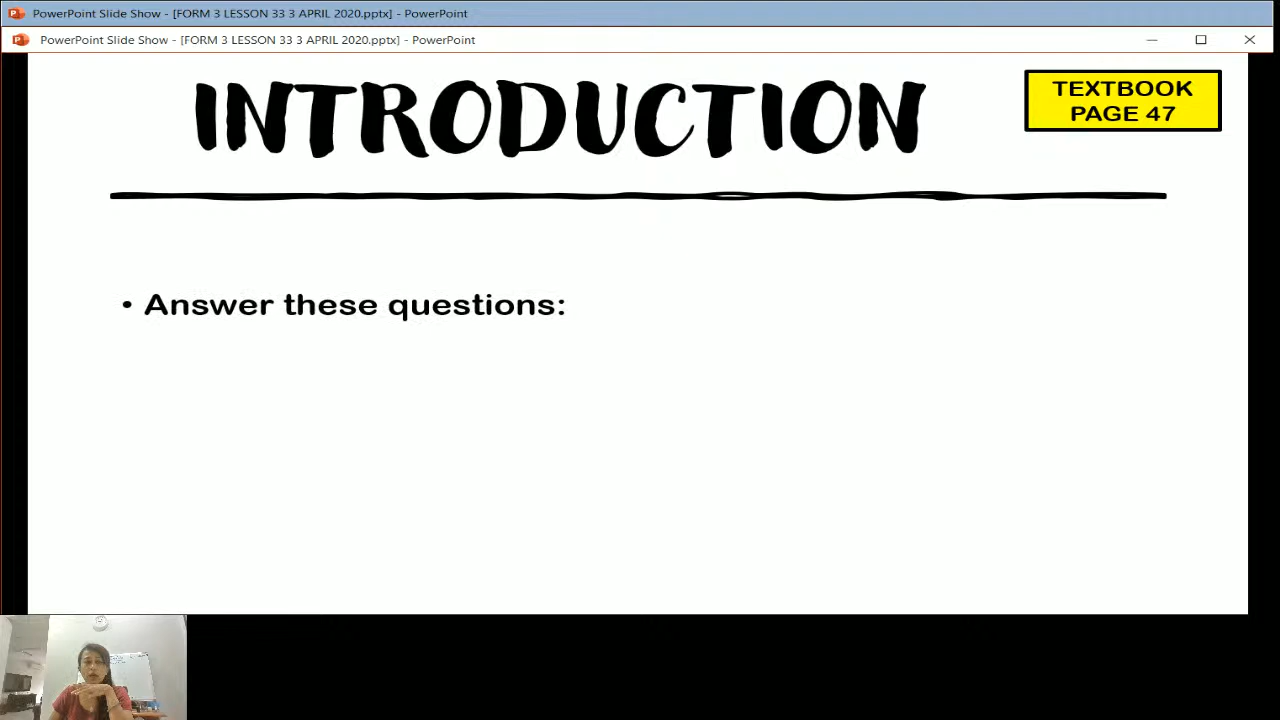 PowerPoint Slide Show - [FORM 3 LESSON 33 3 APRIL 2020.pptx] - PowerPoint
PowerPoint Slide Show - [FORM 3 LESSON 33 3 APRIL 2020.pptx] - PowerPoint
INTRODUCTION
TEXTBOOK
PAGE 47
• Answer these questions: